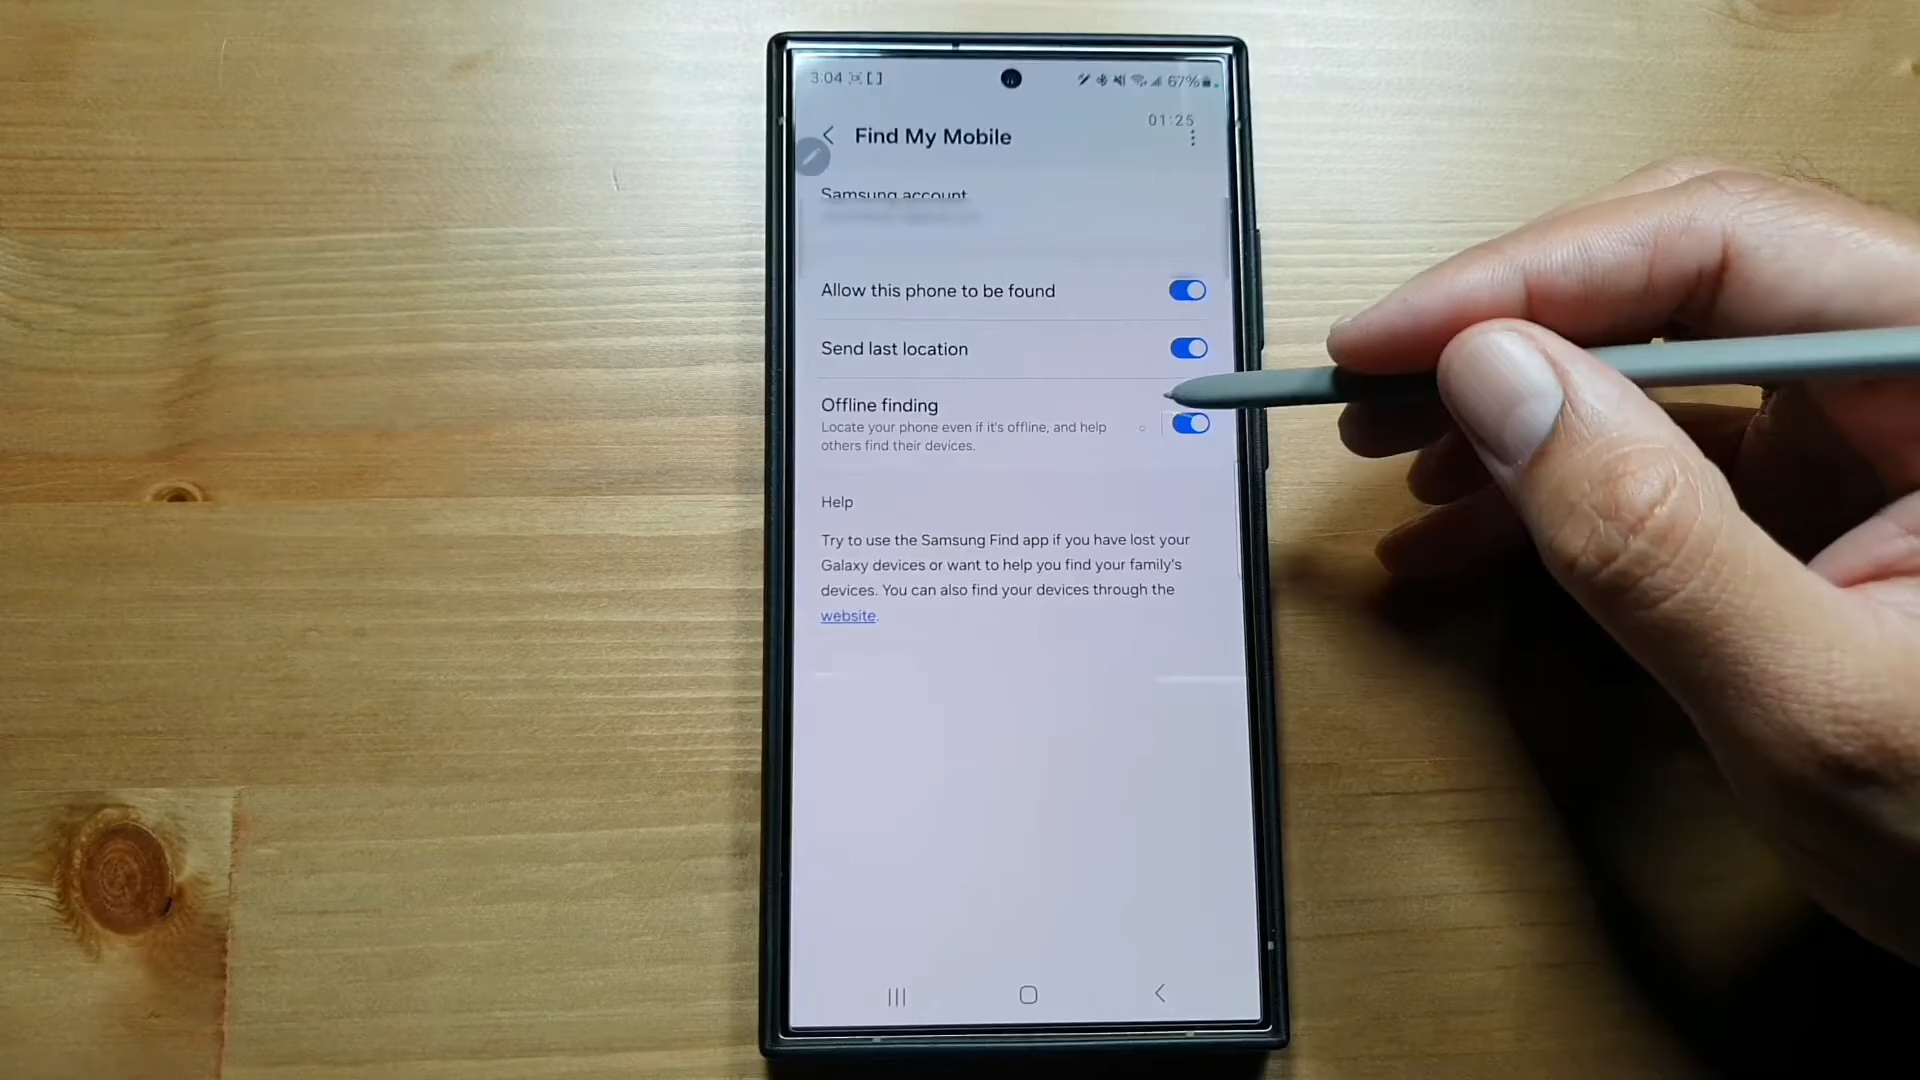 3:04
67%
01:25
Find My Mobile
Samsung account
Allow this phone to be found
Send last location
Offline finding
Locate your phone even if it's offline, and help
others find their devices.
Help
Try to use the Samsung Find app if you have lost your
Galaxy devices or want to help you find your family's
devices. You can also find your devices through the
website.